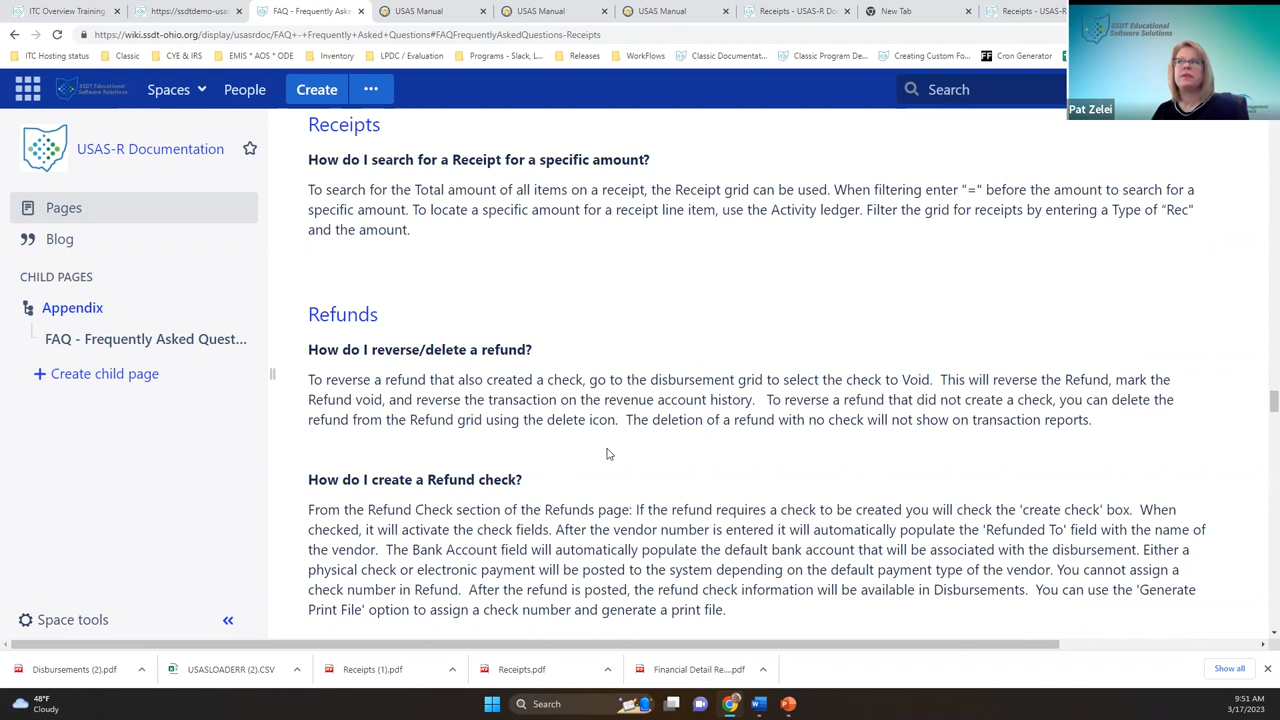 ITC Overview Training
https://ssdtdemo-usa
FAQ - Frequently Aske
USAS Manual
USAS Manual
USAS Manual
Receipts - USAS-R Do
New Tab
Receipts - USAS-R
https://wiki.ssdt-ohio.org/display/usasrdoc/FAQ+-+Frequently+Asked+Questions#FAQFrequentlyAskedQuestions-Receipts
ITC Hosting status
Classic
CYE & IRS
EMIS * AOS * ODE
Inventory
LPDC / Evaluation
Programs - Slack, L...
Releases
WorkFlows
Classic Documentat...
Classic Program De...
Creating Custom Fo...
Cron Generator
SSDT Educational
Software Solutions
Pat Zelei
SSDT Educational
Software Solutions
Spaces
People
Create
Search
USAS-R Documentation
Pages
Blog
CHILD PAGES
Appendix
FAQ - Frequently Asked Quest...
+ Create child page
Space tools
Receipts
How do I search for a Receipt for a specific amount?
To search for the Total amount of all items on a receipt, the Receipt grid can be used. When filtering enter "=" before the amount to search for a
specific amount. To locate a specific amount for a receipt line item, use the Activity ledger. Filter the grid for receipts by entering a Type of “Rec"
and the amount.
Refunds
How do I reverse/delete a refund?
To reverse a refund that also created a check, go to the disbursement grid to select the check to Void. This will reverse the Refund, mark the
Refund void, and reverse the transaction on the revenue account history. To reverse a refund that did not create a check, you can delete the
refund from the Refund grid using the delete icon. The deletion of a refund with no check will not show on transaction reports.
How do I create a Refund check?
From the Refund Check section of the Refunds page: If the refund requires a check to be created you will check the 'create check' box. When
checked, it will activate the check fields. After the vendor number is entered it will automatically populate the 'Refunded To' field with the name of
the vendor. The Bank Account field will automatically populate the default bank account that will be associated with the disbursement. Either a
physical check or electronic payment will be posted to the system depending on the default payment type of the vendor. You cannot assign a
check number in Refund. After the refund is posted, the refund check information will be available in Disbursements. You can use the 'Generate
Print File' option to assign a check number and generate a print file.
Disbursements (2).pdf
USASLOADERR (2).CSV
Receipts (1).pdf
Receipts.pdf
Financial Detail Re....pdf
Show all
48°F
Cloudy
Search
9:51 AM
3/17/2023